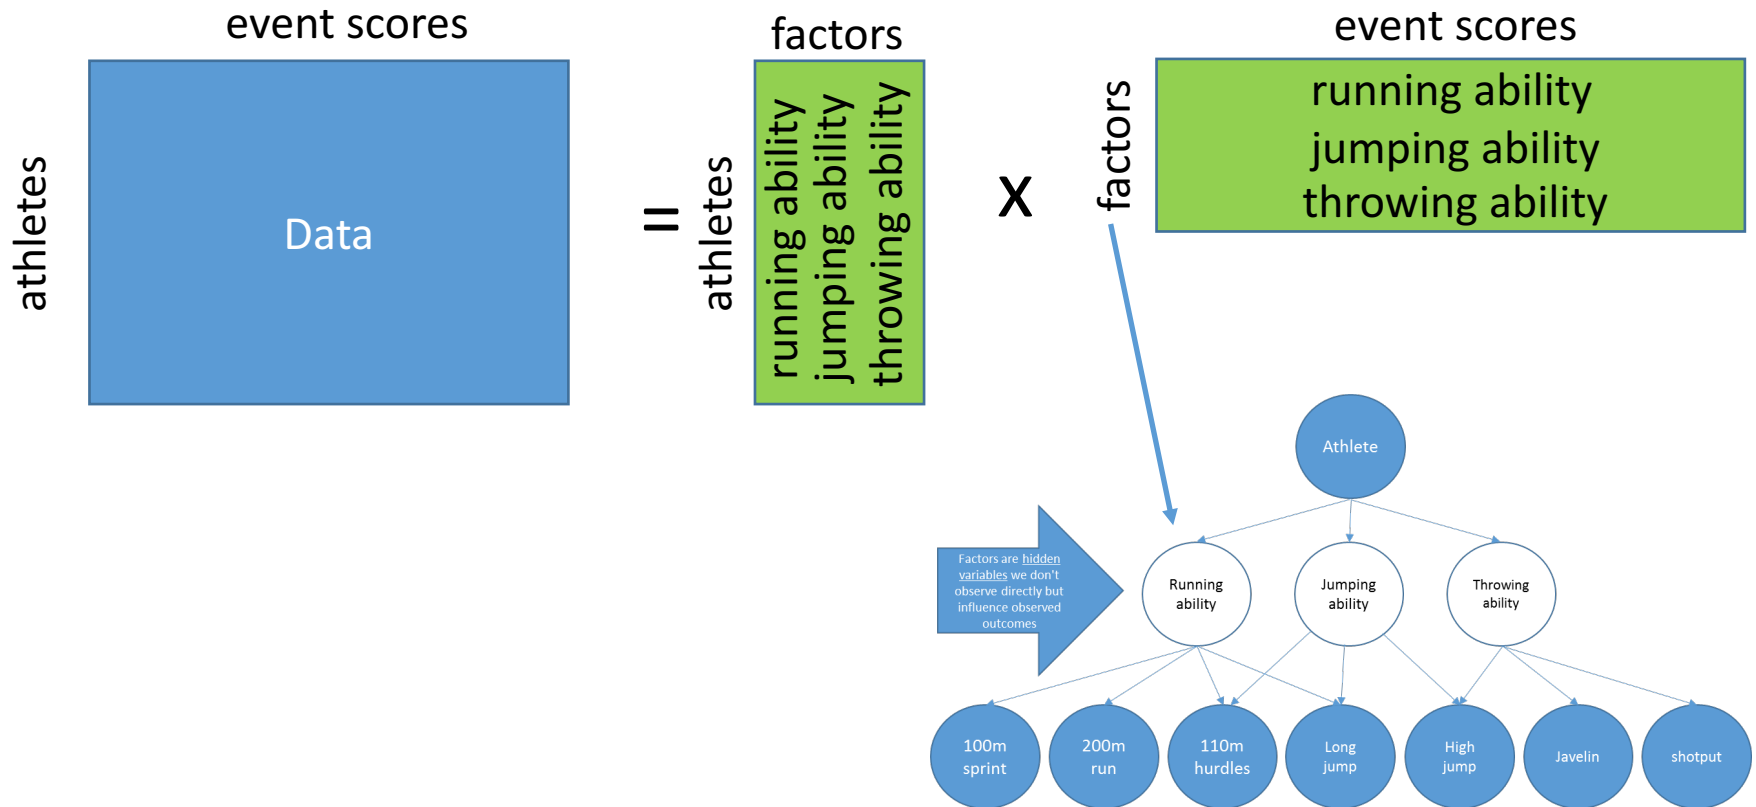 event scores
athletes
Data
=
factors
athletes
running ability
jumping ability
throwing ability
x
event scores
factors
running ability
jumping ability
throwing ability
Athlete
Factors are hidden
variables we don't
observe directly but
influence observed
outcomes
Running
ability
Jumping
ability
Throwing
ability
100m
sprint
200m
run
110m
hurdles
Long
jump
High
jump
Javelin
shotput